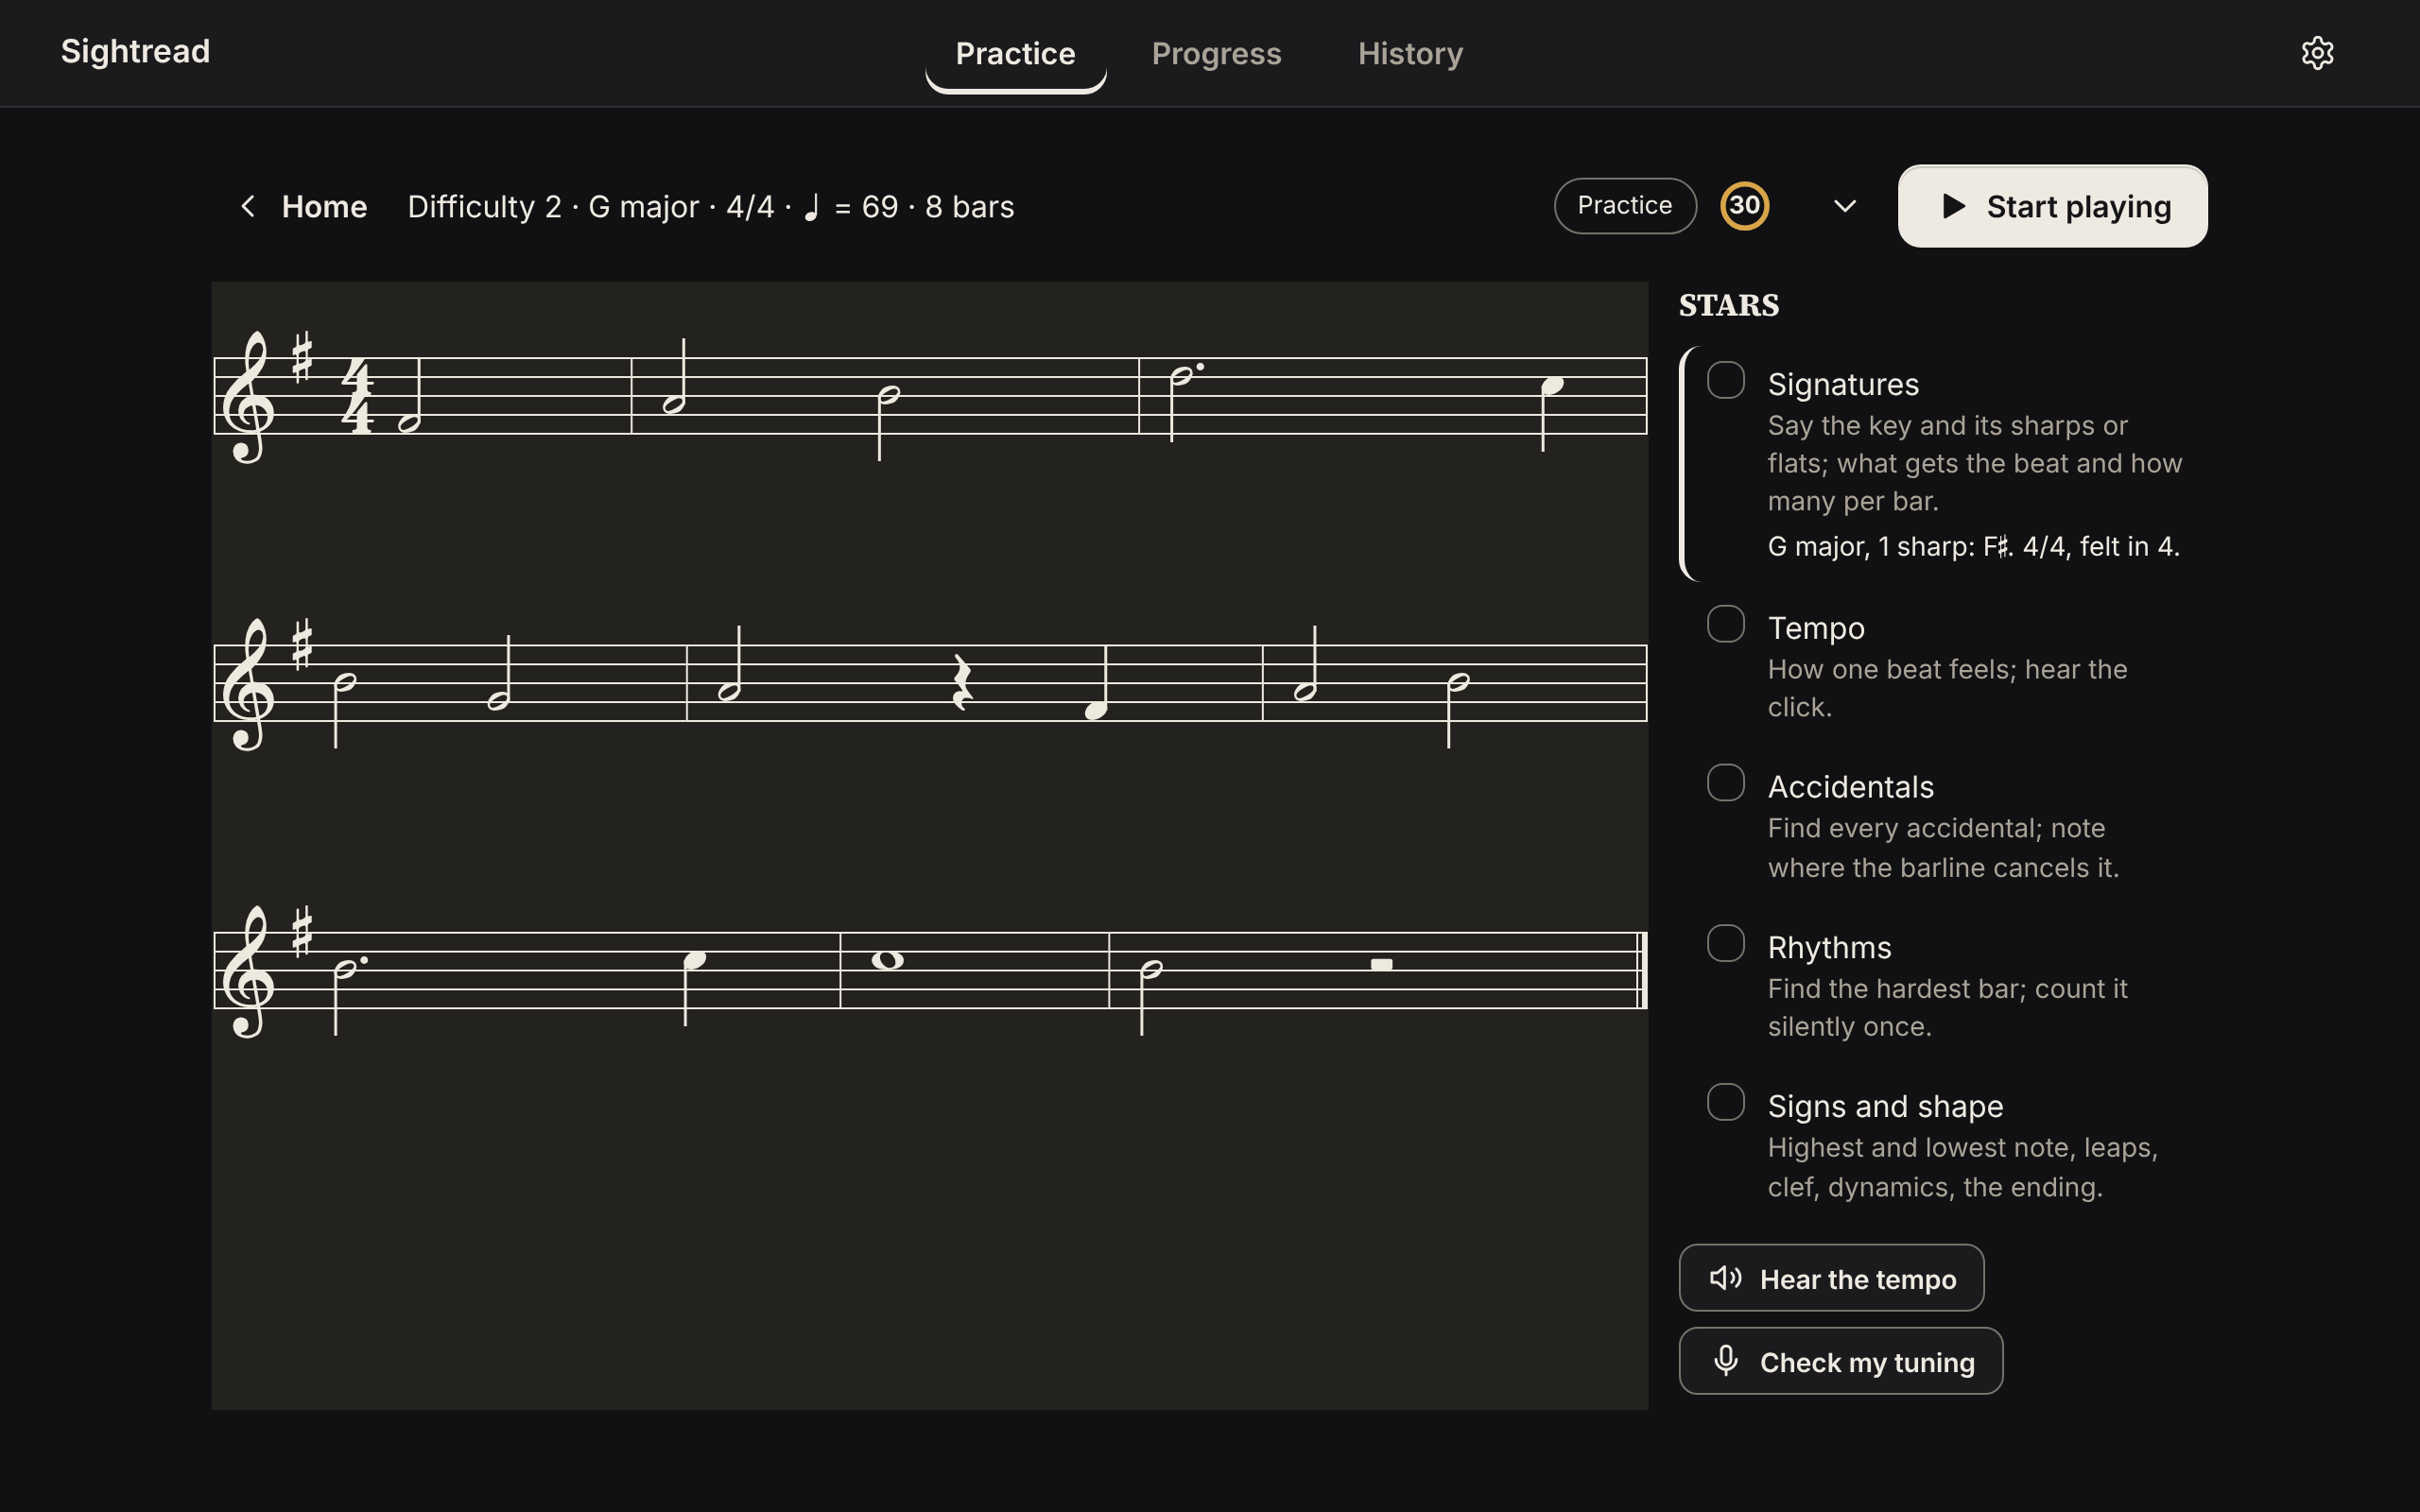 Sightread
Practice
Progress
History
Home
Difficulty 2 · G major · 4/4 · ♩ = 69 · 8 bars
Practice
30
Start playing
4
4
STARS
Signatures
Say the key and its sharps or
flats; what gets the beat and how
many per bar.
G major, 1 sharp: F♯. 4/4, felt in 4.
Tempo
How one beat feels; hear the
click.
Accidentals
Find every accidental; note
where the barline cancels it.
Rhythms
Find the hardest bar; count it
silently once.
Signs and shape
Highest and lowest note, leaps,
clef, dynamics, the ending.
Hear the tempo
Check my tuning